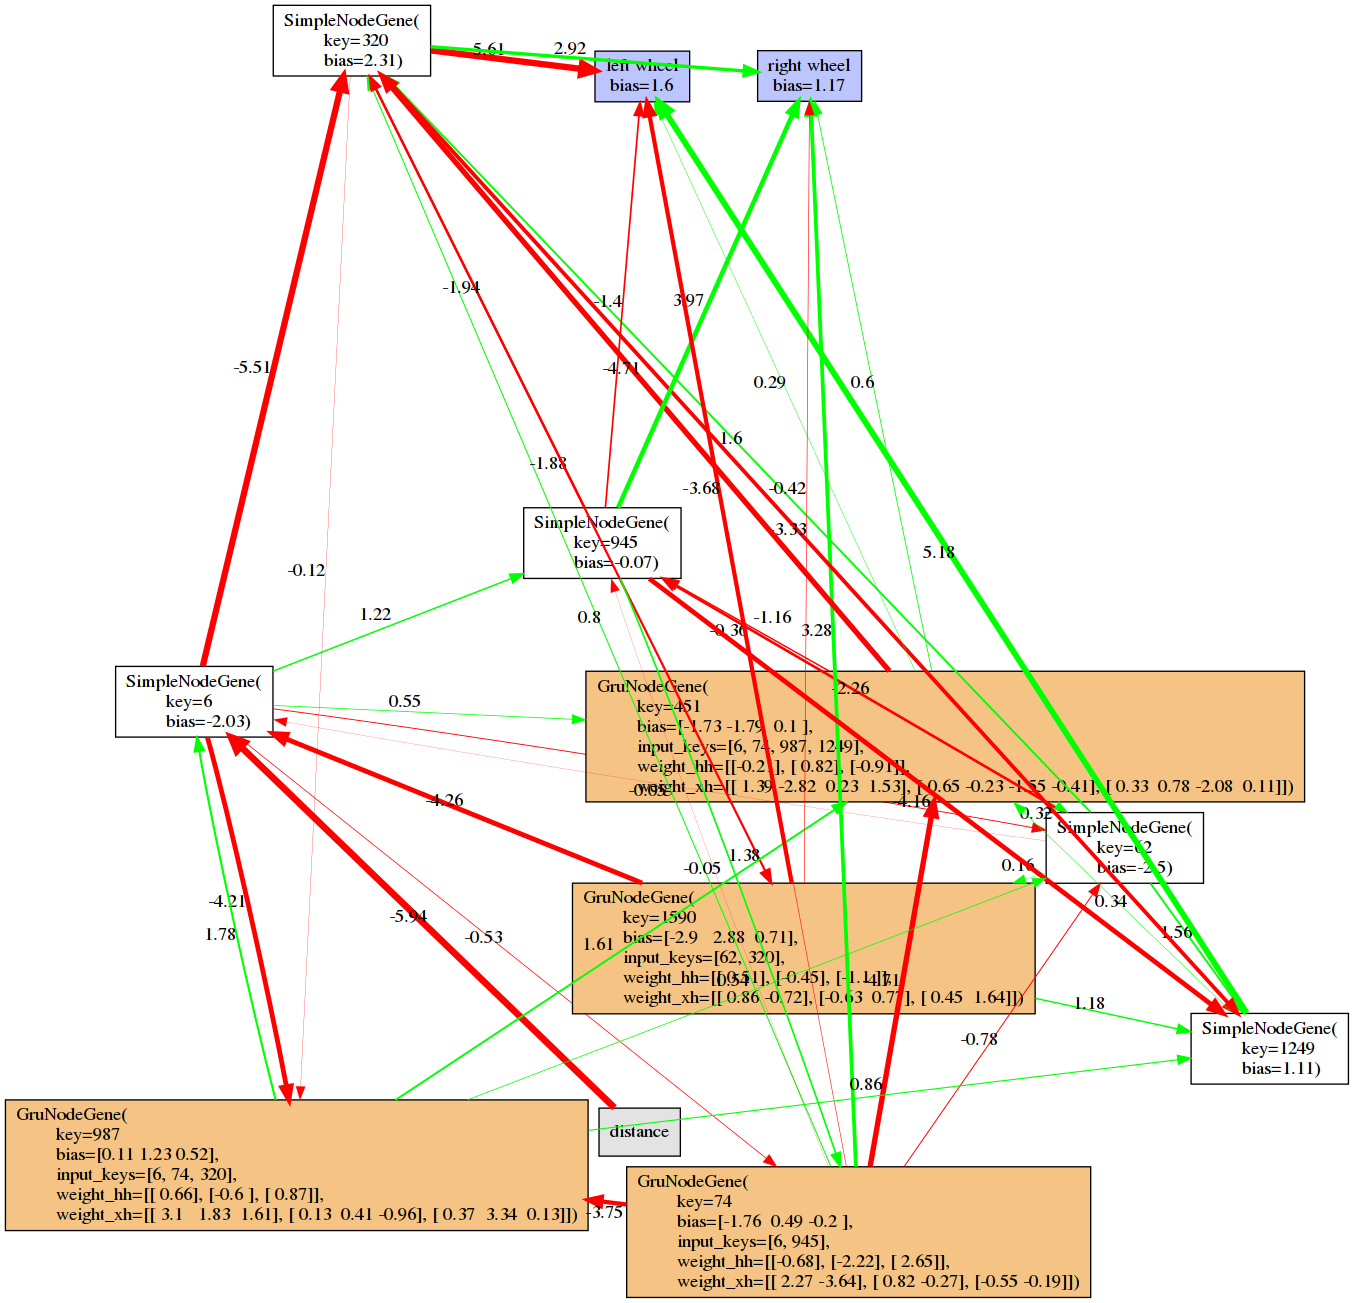 SimpleNodeGene(
key=320
bias=2.31)
5.61
2.92
left wheel
bias=1.6
right wheel
bias=1.17
-1.94
-1.4
3.97
-5.51
-4.71
0.29
0.6
1.6
-1.88
-3.68
-0.42
-3.33
SimpleNodeGene(
key=945
bias=-0.07)
5.18
-0.12
1.22
0.8
-0.36
-1.16
3.28
SimpleNodeGene(
key=6
bias=-2.03)
0.55
-2.26
GruNodeGene(
key=451
bias=[-1.73 -1.79 0.1 ],
input_keys=[6, 74, 987, 1249],
weight_hh=[[-0.2 ], [ 0.82], [-0.91]],
weight_xh=[[ 1.39 -2.82 0.23 1.53], [ 0.65 -0.23 -1.55 -0.41], [ 0.33 0.78 -2.08 0.11]])
-4.26
-4.16
0.32
SimpleNodeGene(
key=62
bias=-2.5)
1.38
-0.05
0.16
-4.21
1.78
-5.94
-0.53
0.34
1.56
GruNodeGene(
key=1590
bias=[-2.9 2.88 0.71],
1.61
input_keys=[62, 320],
weight_hh=[[ 0.51], [-0.45], [-1.14]],
weight_xh=[[ 0.86 -0.72], [-0.63 0.77], [ 0.45 1.64]])
1.18
-0.78
SimpleNodeGene(
key=1249
bias=1.11)
0.86
distance
GruNodeGene(
key=987
bias=[0.11 1.23 0.52],
input_keys=[6, 74, 320],
weight_hh=[[ 0.66], [-0.6 ], [ 0.87]],
weight_xh=[[ 3.1 1.83 1.61], [ 0.13 0.41 -0.96], [ 0.37 3.34 0.13]])
-3.75
GruNodeGene(
key=74
bias=[-1.76 0.49 -0.2 ],
input_keys=[6, 945],
weight_hh=[[-0.68], [-2.22], [ 2.65]],
weight_xh=[[ 2.27 -3.64], [ 0.82 -0.27], [-0.55 -0.19]])